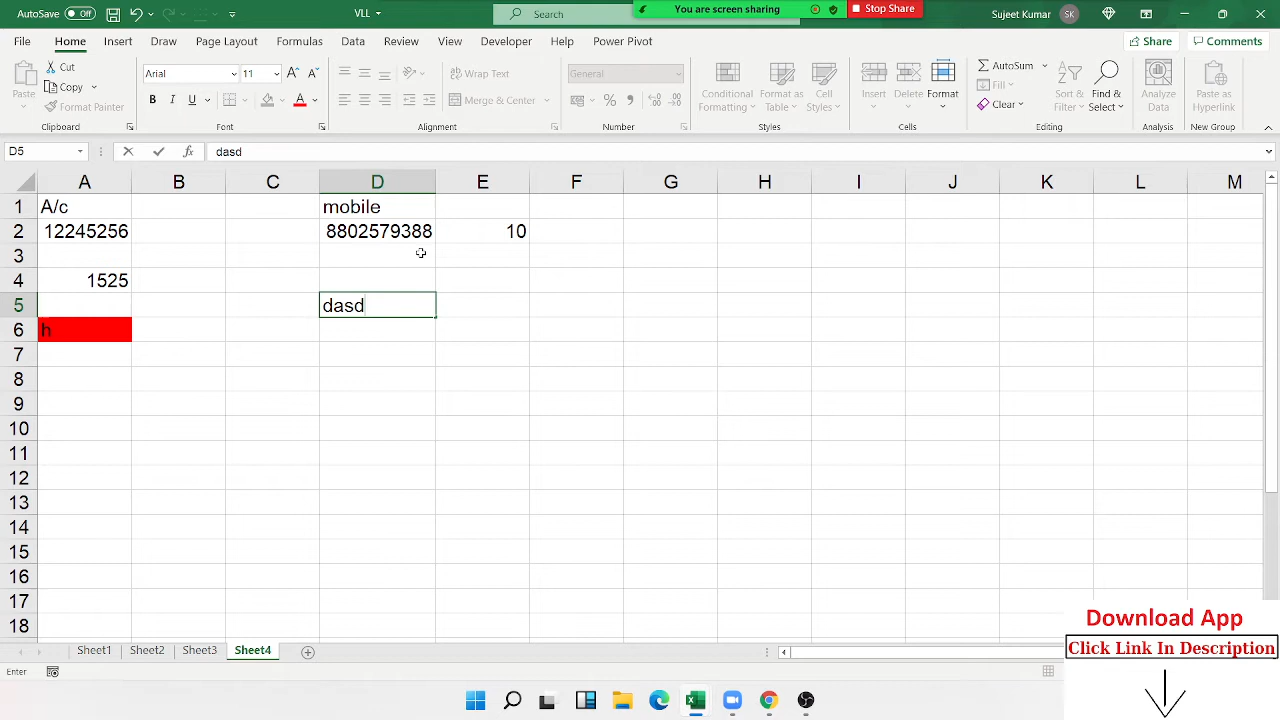 AutoSave Off VLL Search You are screen sharing Stop Share Sujeet Kumar SK
File Home Insert Draw Page Layout Formulas Data Review View Developer Help Power Pivot Share Comments
Paste Cut Copy Format Painter Clipboard
Arial 11 B I U A Font
Wrap Text Merge & Center Alignment
General % Number
Conditional Formatting Format as Table Cell Styles Styles
Insert Delete Format Cells
AutoSum Fill Clear Sort & Filter Find & Select Editing
Analyze Data Analysis
Paste as Hyperlink New Group
D5 fx dasd
A B C D E F G H I J K L M
1 A/c mobile
2 12245256 8802579388 10
3
4 1525
5 dasd
6 h
7
8
9
10
11
12
13
14
15
16
17
18
Download App
Click Link In Description
Sheet1 Sheet2 Sheet3 Sheet4
Enter